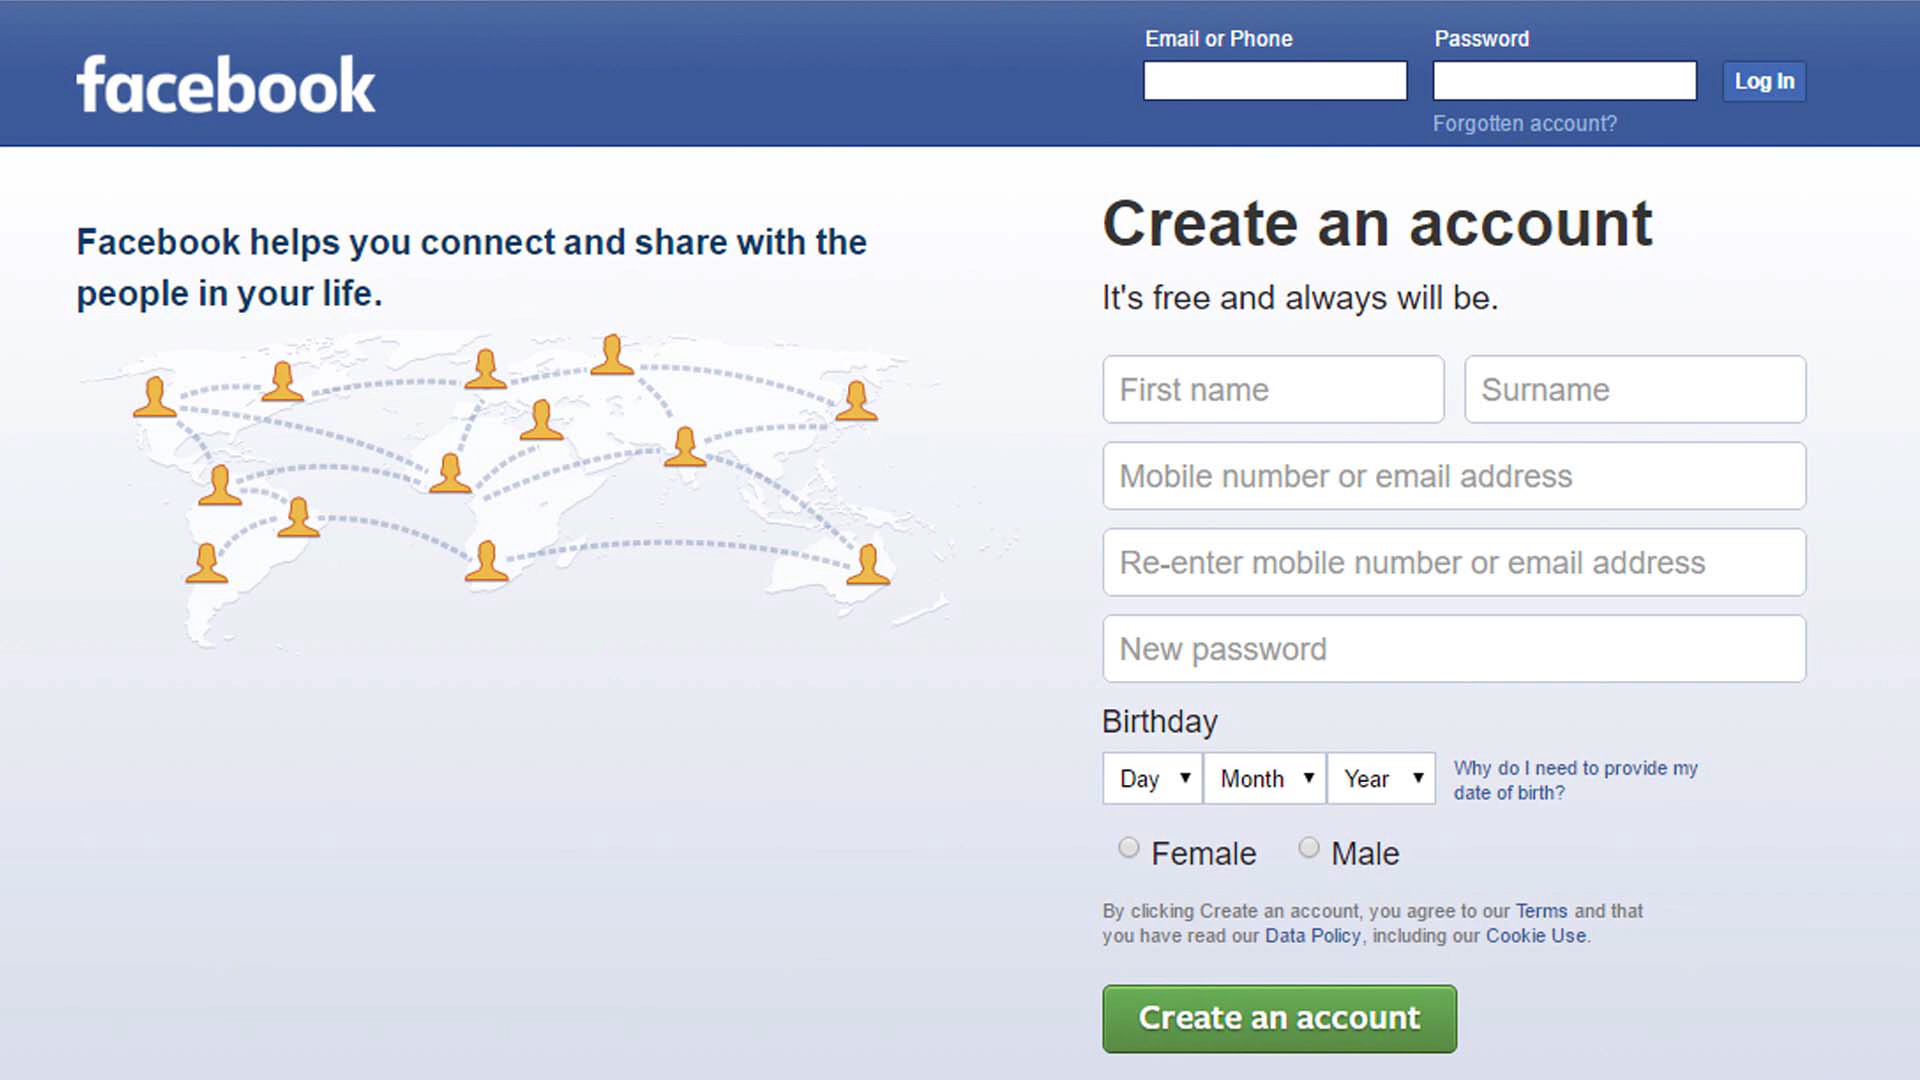 facebook
Email or Phone
Password
Log In
Forgotten account?
Facebook helps you connect and share with the
people in your life.
Create an account
It's free and always will be.
First name
Surname
Mobile number or email address
Re-enter mobile number or email address
New password
Birthday
Day
Month
Year
Why do I need to provide my
date of birth?
Female
Male
By clicking Create an account, you agree to our Terms and that
you have read our Data Policy, including our Cookie Use.
Create an account